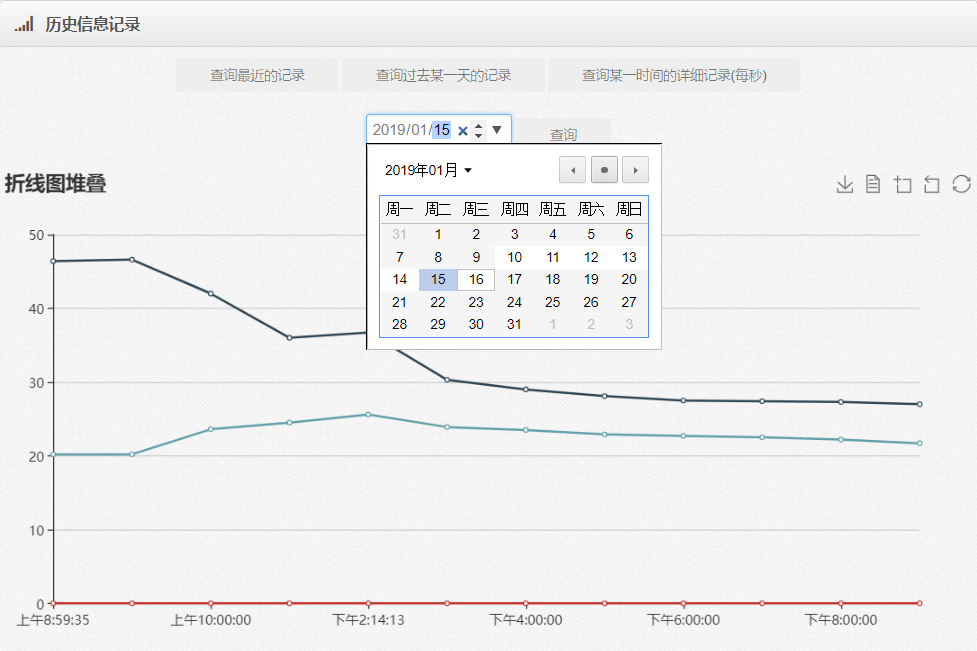 历史信息记录
查询最近的记录 查询过去某一天的记录 查询某一时间的详细记录(每秒)
2019/01/15 查询
2019年01月
折线图堆叠
周一 周二 周三 周四 周五 周六 周日
31 1 2 3 4 5 6
7 8 9 10 11 12 13
14 15 16 17 18 19 20
21 22 23 24 25 26 27
28 29 30 31 1 2 3
50
40
30
20
10
0
上午8:59:35 上午10:00:00 下午2:14:13 下午4:00:00 下午6:00:00 下午8:00:00